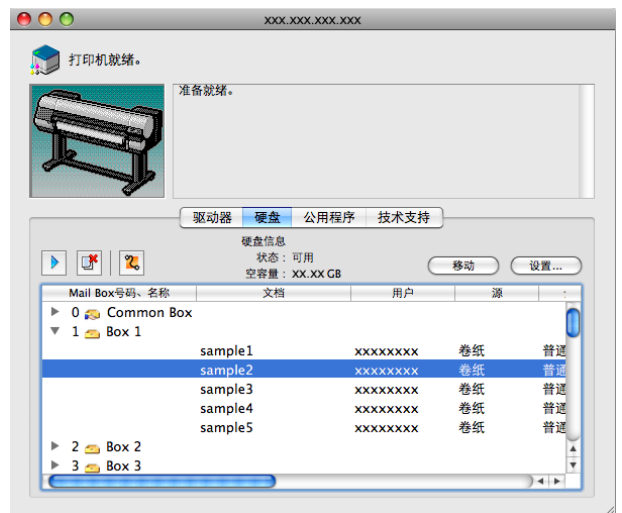 xxx.xxx.xxx.xxx
打印机就绪。
准备就绪。
驱动器 硬盘 公用程序 技术支持
硬盘信息
状态： 可用
空容量： XX.XX GB
移动 设置...
Mail Box号码、名称 文档 用户 源
0 Common Box
1 Box 1
sample1 xxxxxxxx 卷纸 普通
sample2 xxxxxxxx 卷纸 普通
sample3 xxxxxxxx 卷纸 普通
sample4 xxxxxxxx 卷纸 普通
sample5 xxxxxxxx 卷纸 普通
2 Box 2
3 Box 3